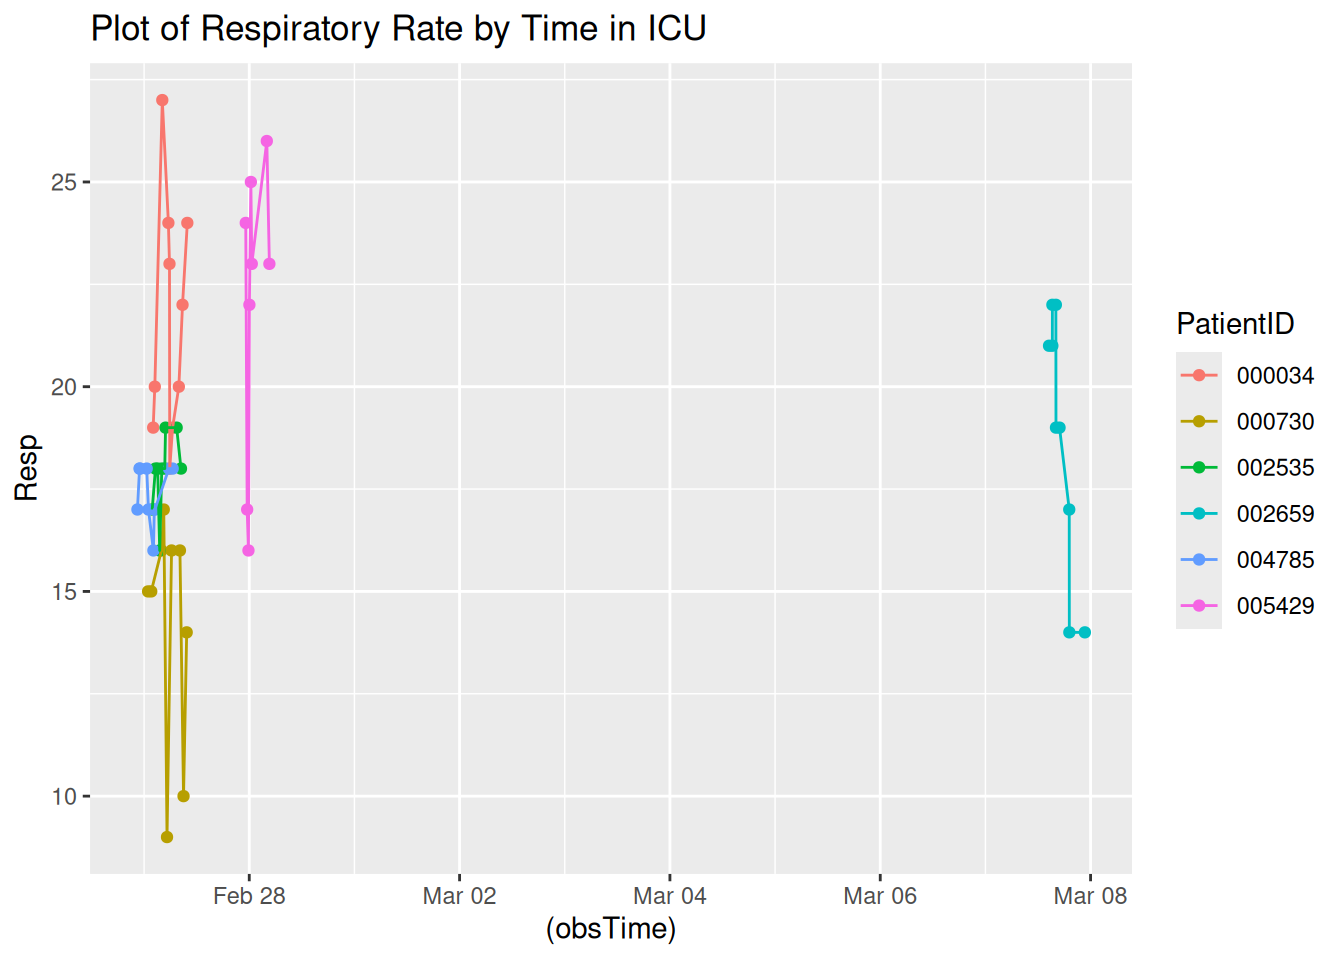 Plot of Respiratory Rate by Time in ICU
25
20
15
10
Resp
Feb 28
Mar 02
Mar 04
Mar 06
Mar 08
(obsTime)
PatientID
000034
000730
002535
002659
004785
005429